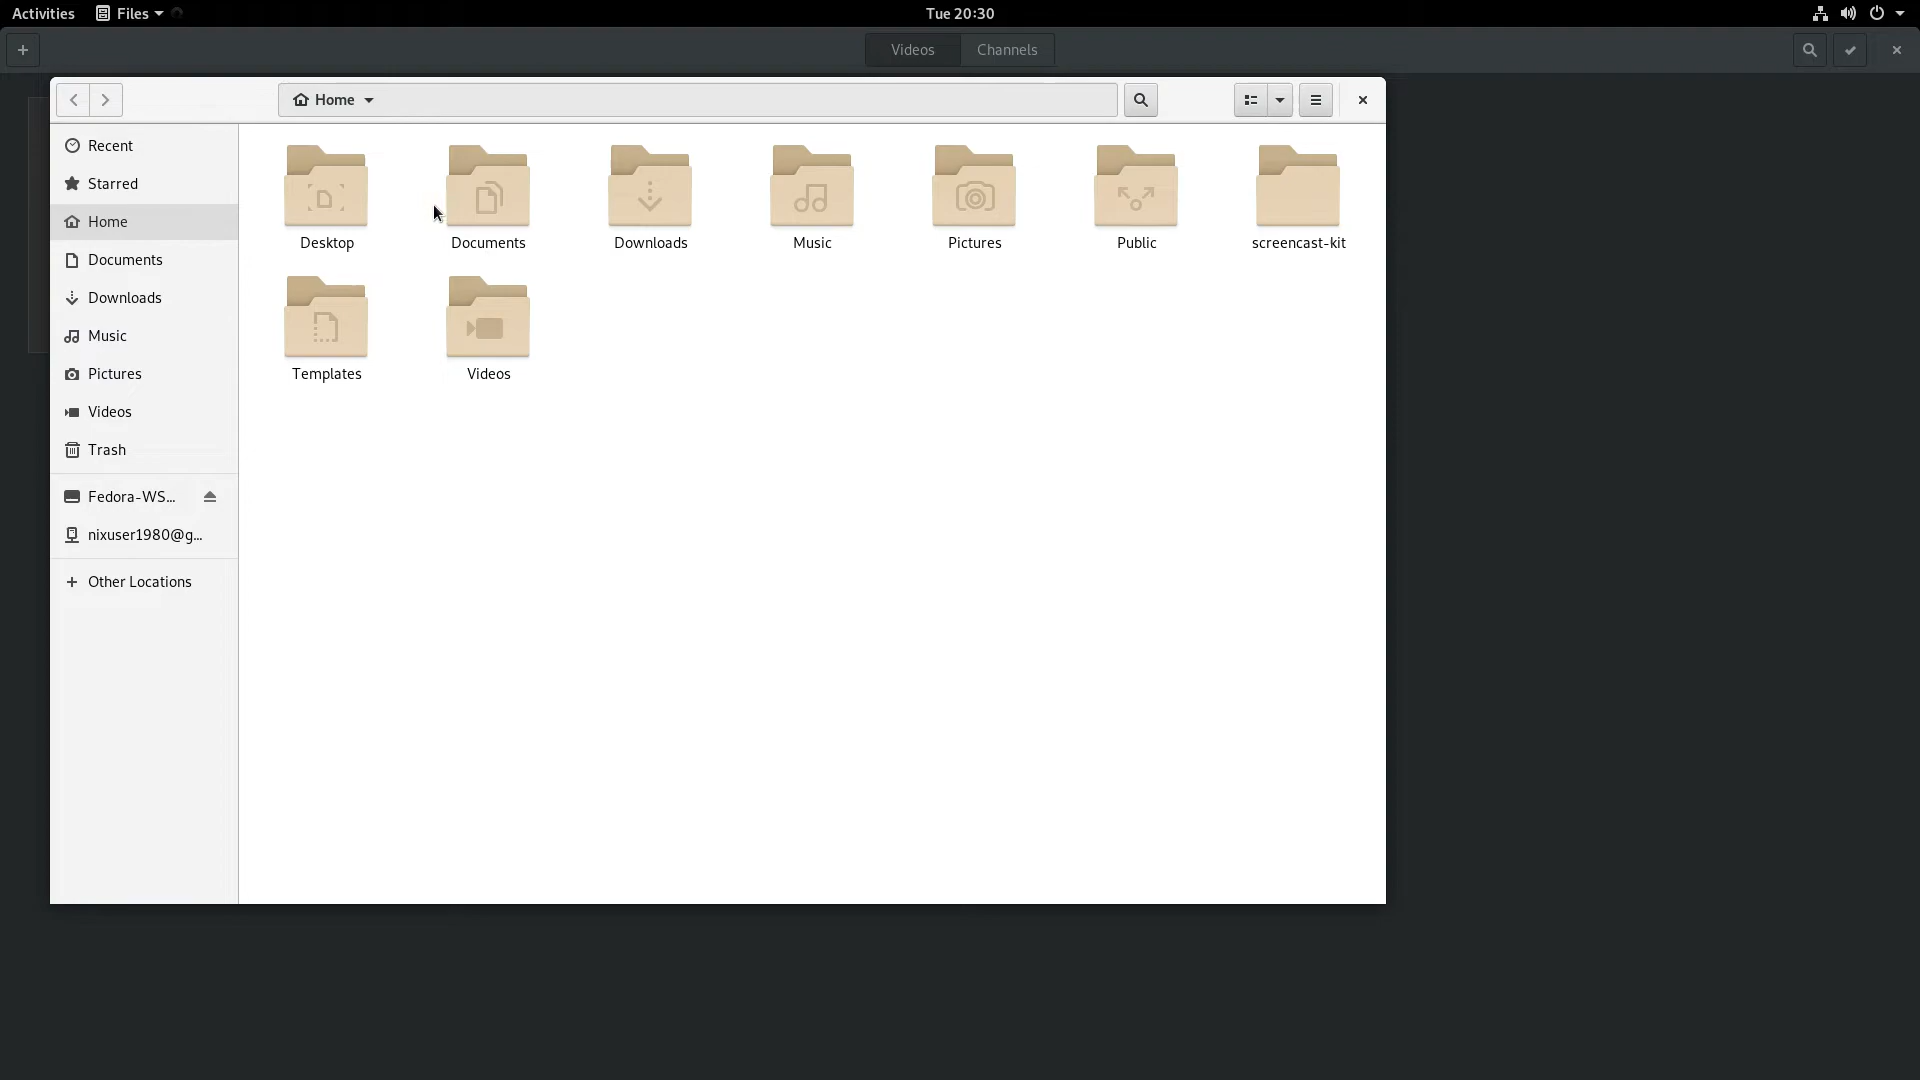 Activities Files Tue 20:30
Videos Channels
Home
Recent
Starred
Home
Documents
Downloads
Music
Pictures
Videos
Trash
Fedora-WS…
nixuser1980@g…
Other Locations
Desktop Documents Downloads Music Pictures Public screencast-kit
Templates Videos